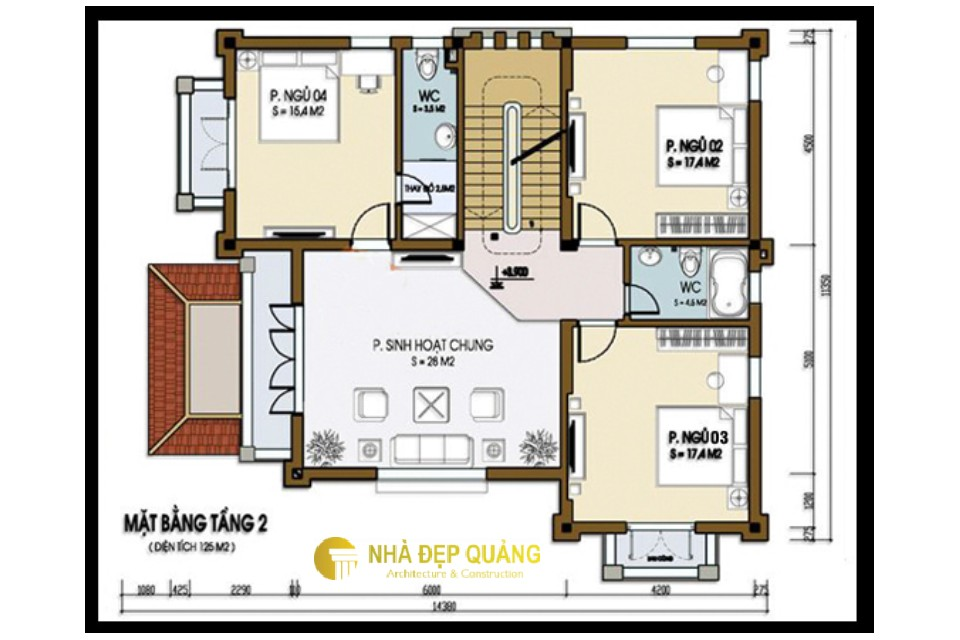 P. NGỦ 04
S = 15,4 M2
WC
S = 3,5 M2
THAY ĐỒ 2,8M2
P. NGỦ 02
S = 17,4 M2
+3.900
WC
S = 4,5 M2
P. SINH HOẠT CHUNG
S = 26 M2
P. NGỦ 03
S = 17,4 M2
MẶT BẰNG TẦNG 2
( DIỆN TÍCH 125 M2 )
NHÀ ĐẸP QUẢNG
Architecture & Construction
275
4500
5100
1200
275
11350
1080 425 2290 110 6000 4200 275
14380